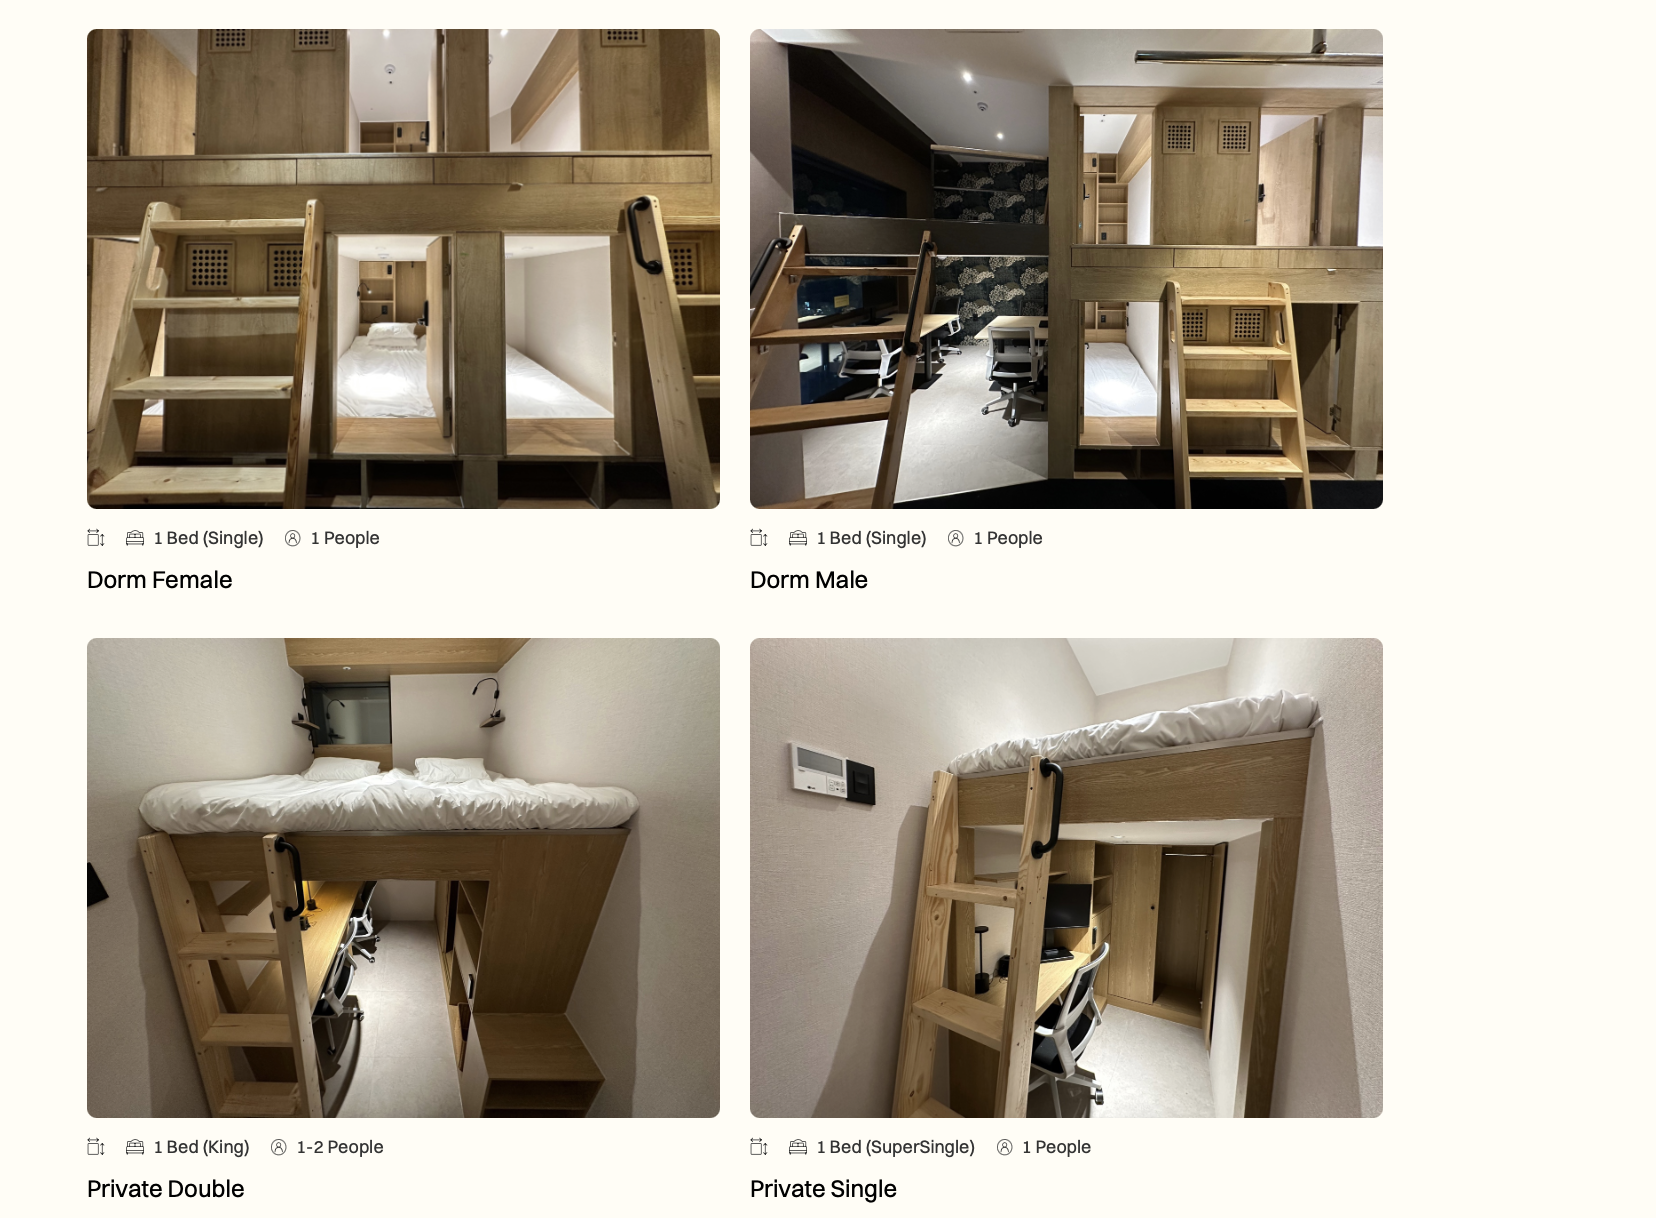 1 Bed (Single) 1 People
Dorm Female
1 Bed (Single) 1 People
Dorm Male
1 Bed (King) 1-2 People
Private Double
1 Bed (SuperSingle) 1 People
Private Single